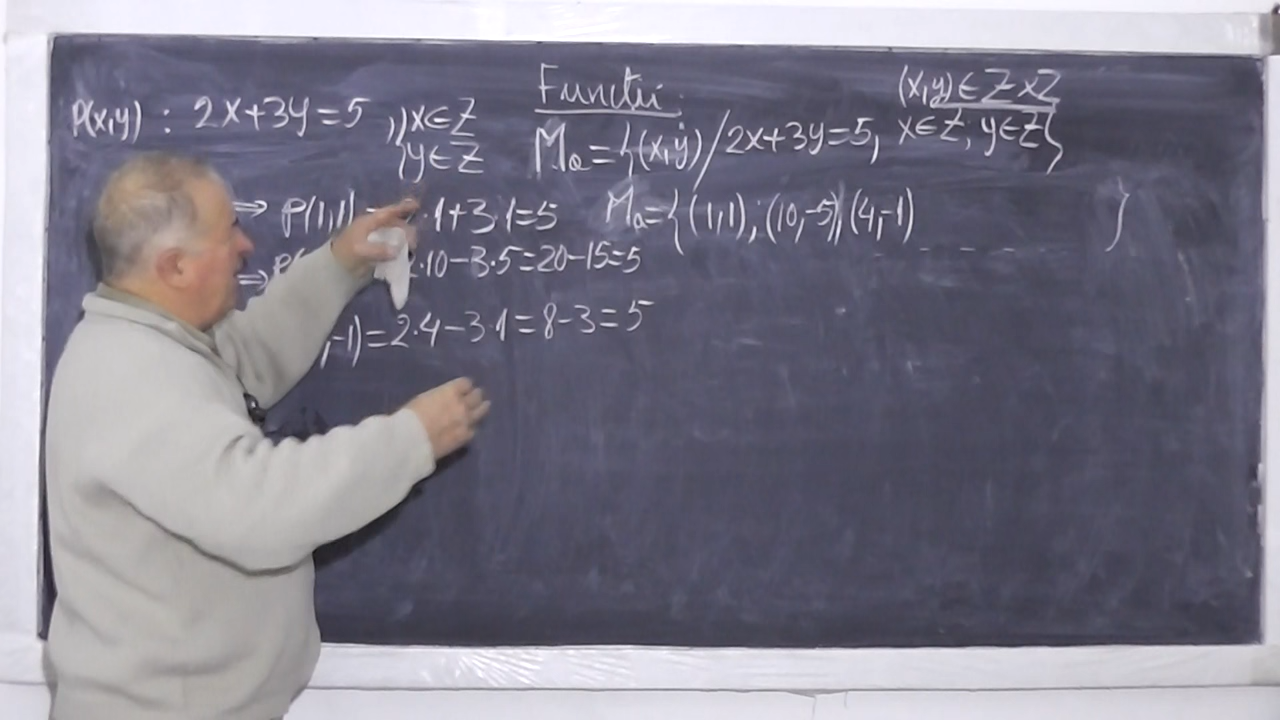 Funcții
(x,y)∈Z×Z
P(x,y) : 2x+3y=5 , {x∈Z
{y∈Z
Ma={(x,y)/2x+3y=5, x∈Z, y∈Z}
⇒ P(1,1)= ·1+3·1=5
Ma={(1,1),(10,-5),(4,-1) - - - - }
⇒ P( 2·10-3·5=20-15=5
,-1)=2·4-3·1=8-3=5